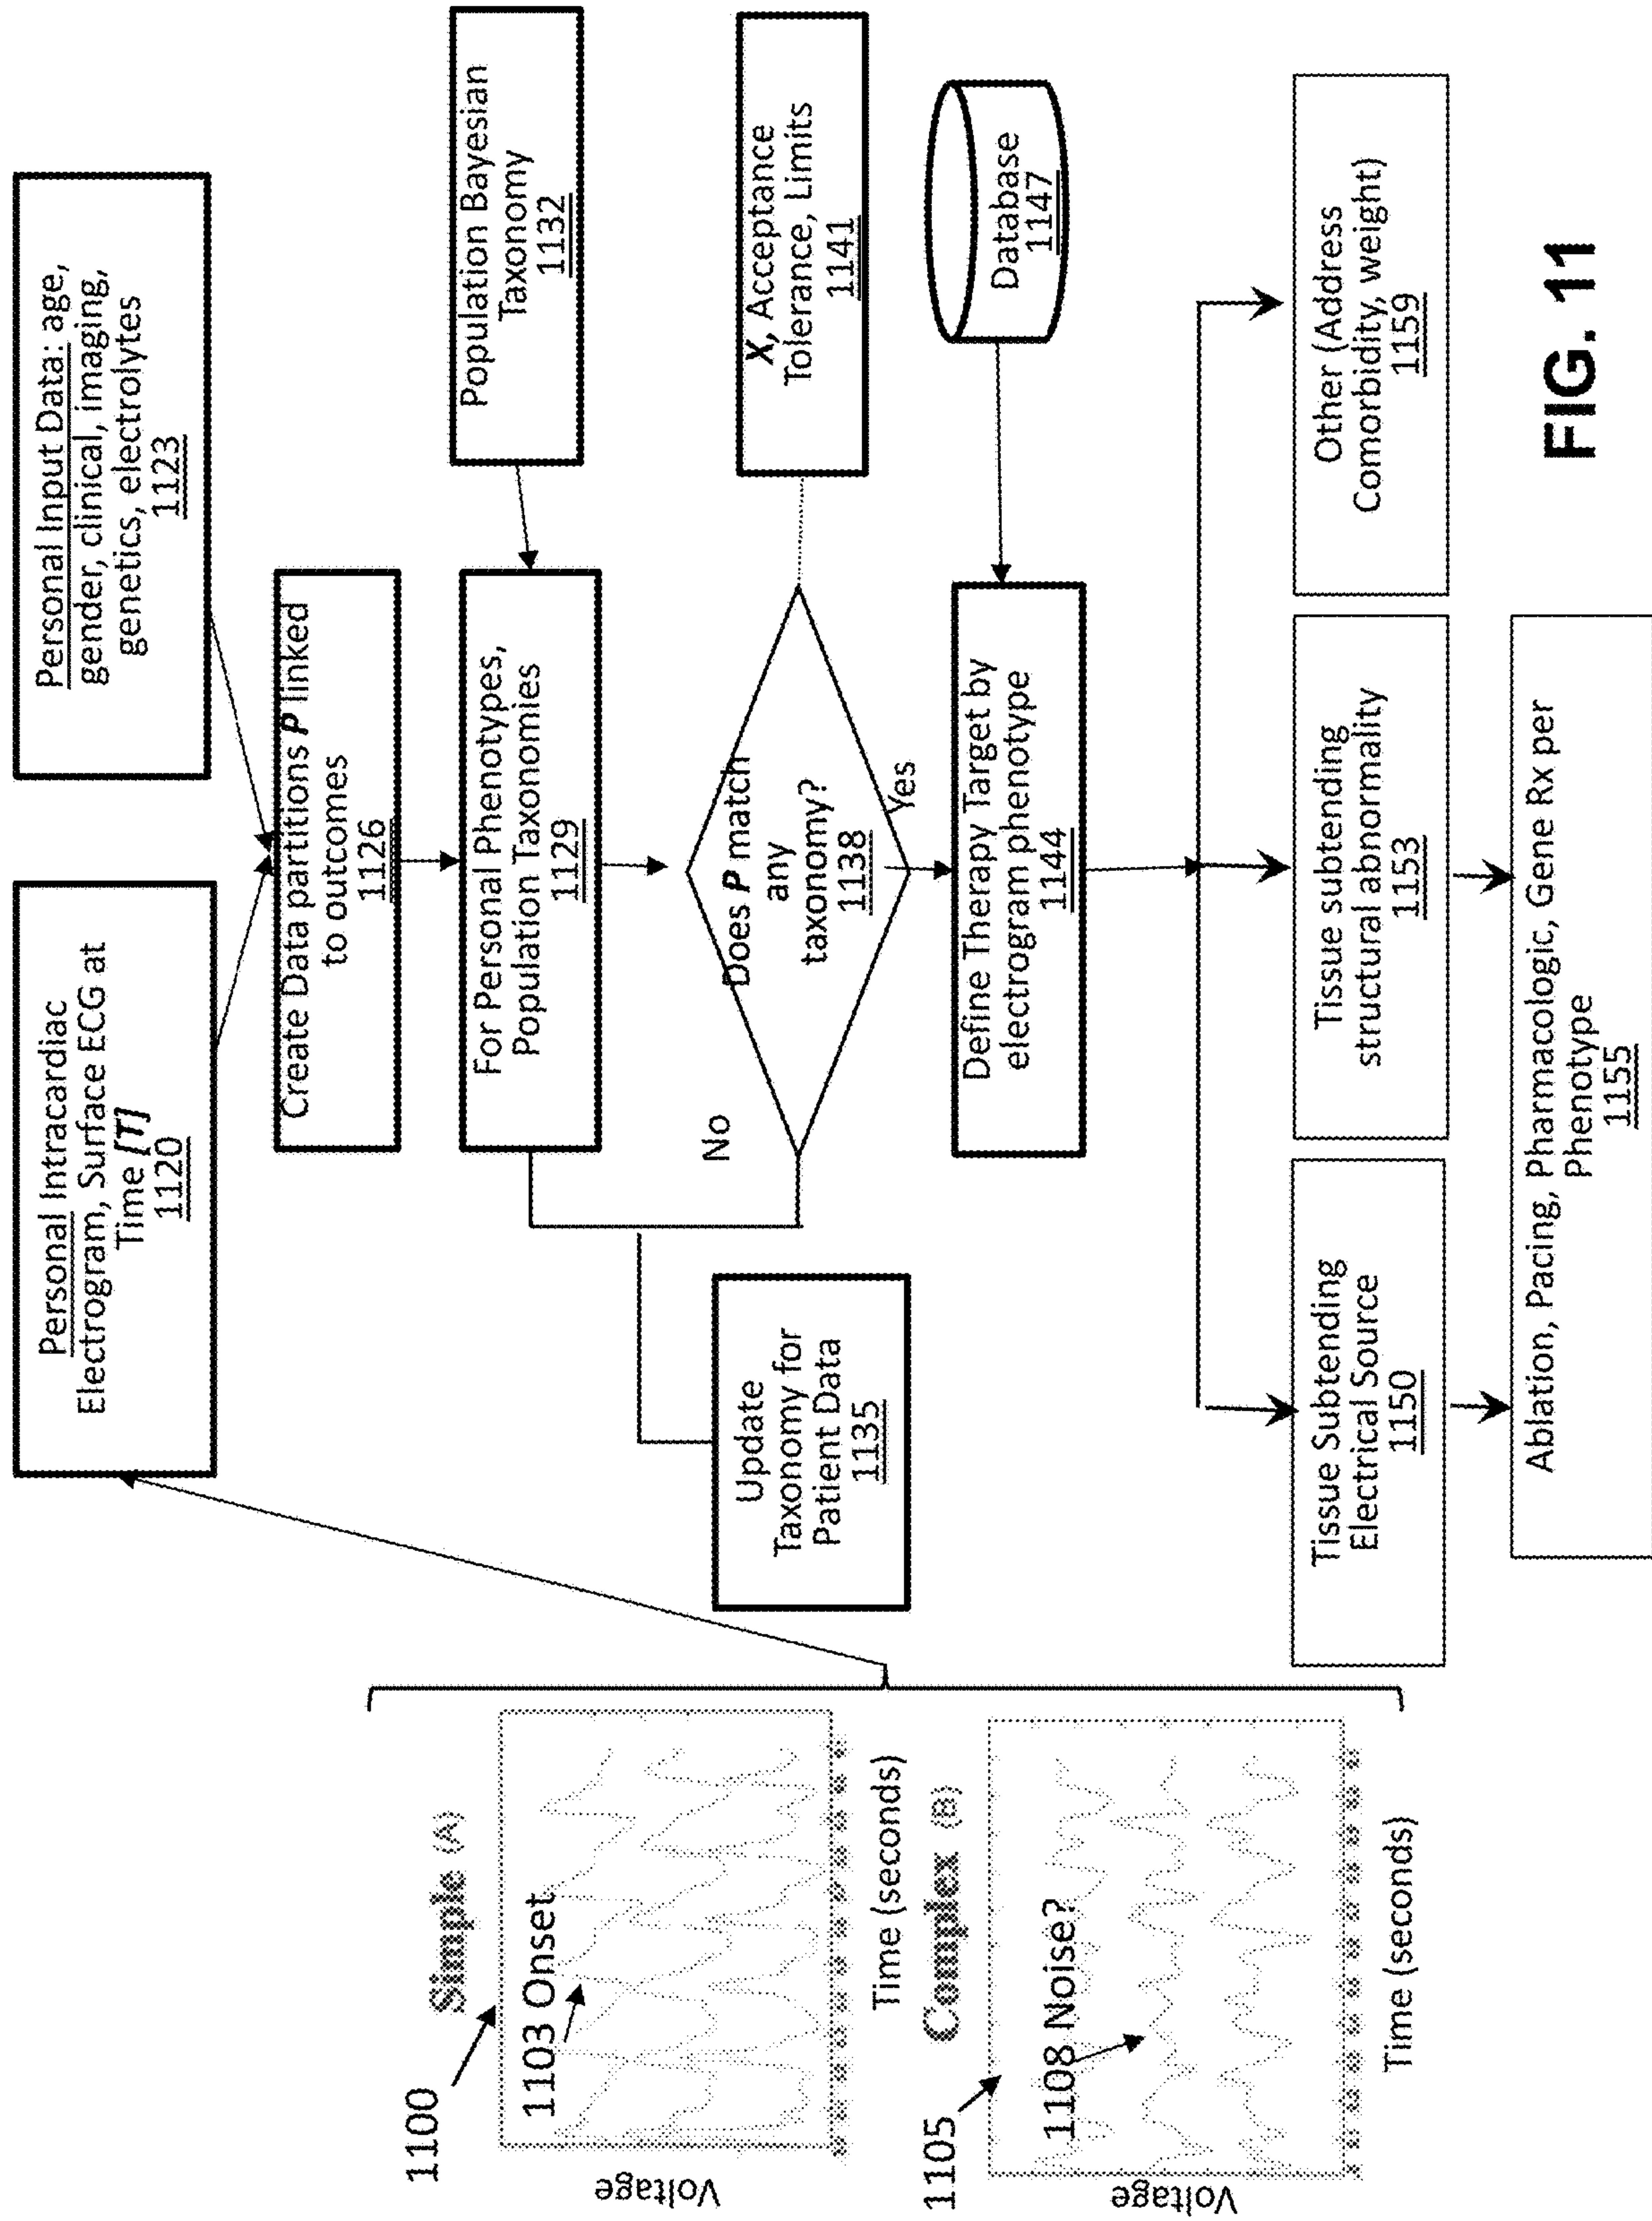 Personal Intracardiac
Electrogram, Surface ECG at
Time [T]
1120
Personal Input Data: age,
gender, clinical, imaging,
genetics, electrolytes
1123
Create Data partitions P linked
to outcomes
1126
For Personal Phenotypes,
Population Taxonomies
1129
Population Bayesian
Taxonomy
1132
Update
Taxonomy for
Patient Data
1135
No
Does P match
any
taxonomy?
1138
Yes
X, Acceptance
Tolerance, Limits
1141
Define Therapy Target by
electrogram phenotype
1144
Database
1147
Tissue Subtending
Electrical Source
1150
Tissue subtending
structural abnormality
1153
Other (Address
Comorbidity, weight)
1159
Ablation, Pacing, Pharmacologic, Gene Rx per
Phenotype
1155
1100
Simple (A)
1103 Onset
Voltage
Time (seconds)
1105
Complex (B)
1108 Noise?
Voltage
Time (seconds)
FIG. 11